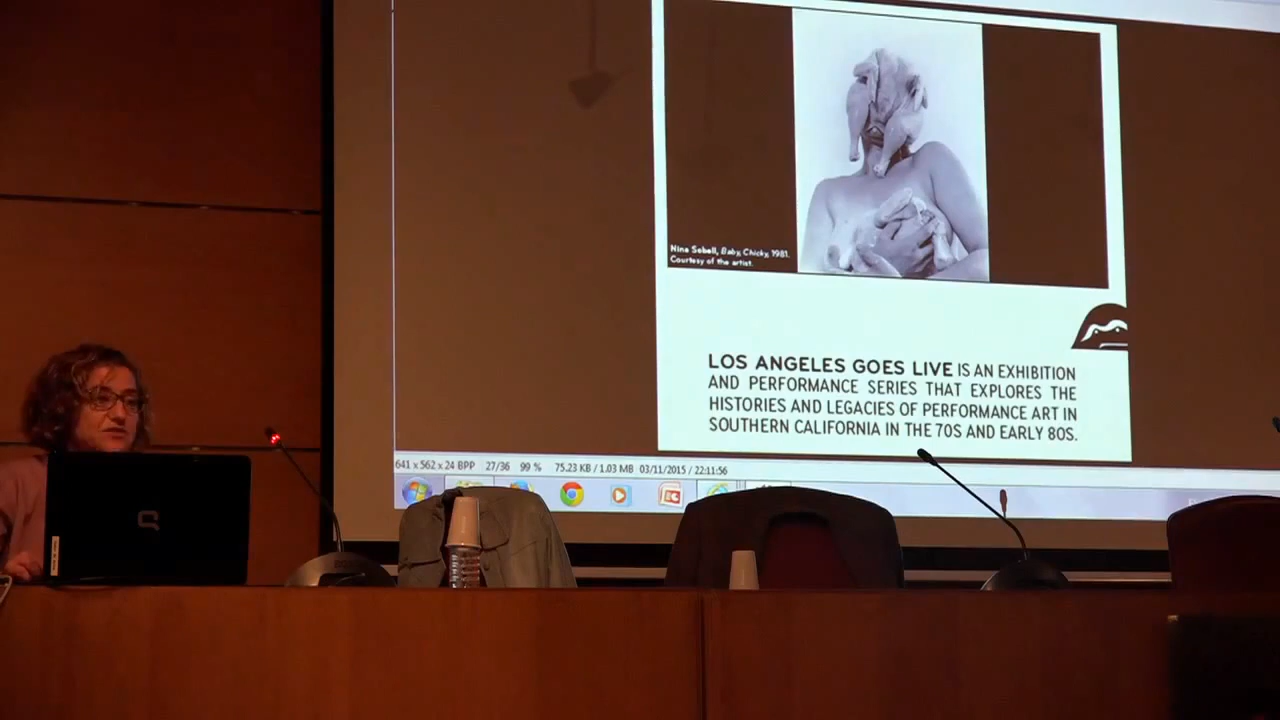 Nina Sobell, Baby, Chicky, 1981.
Courtesy of the artist.
LOS ANGELES GOES LIVE IS AN EXHIBITION
AND PERFORMANCE SERIES THAT EXPLORES THE
HISTORIES AND LEGACIES OF PERFORMANCE ART IN
SOUTHERN CALIFORNIA IN THE 70S AND EARLY 80S.
641 x 562 x 24 BPP 27/36 99 % 75.23 KB / 1.03 MB 03/11/2015 / 22:11:56